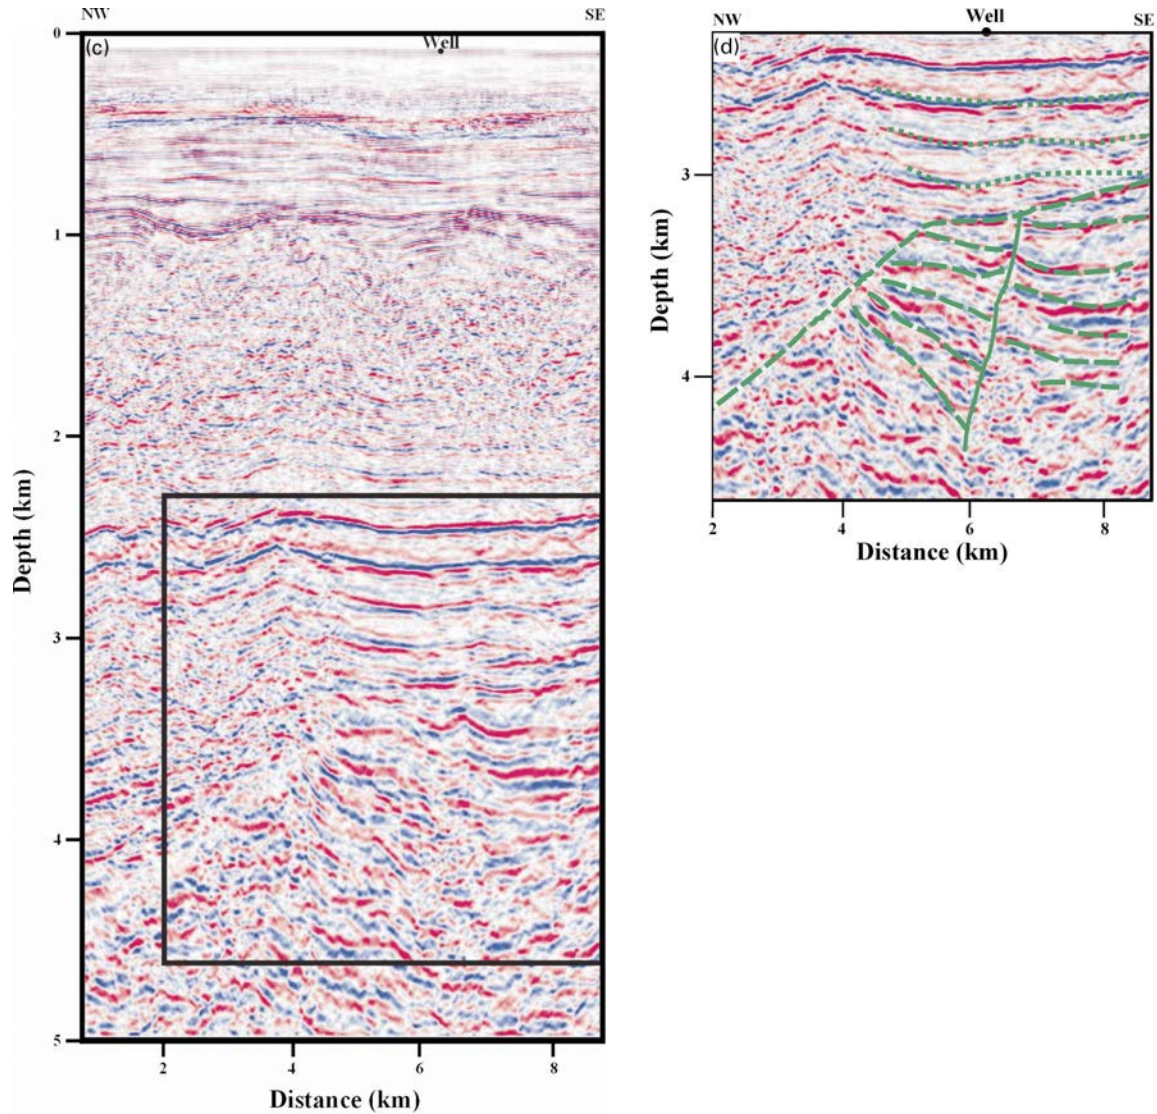 NW SE
(c) Well
0
1
2
3
4
5
Depth (km)
2 4 6 8
Distance (km)
NW Well SE
(d)
3
4
Depth (km)
2 4 6 8
Distance (km)